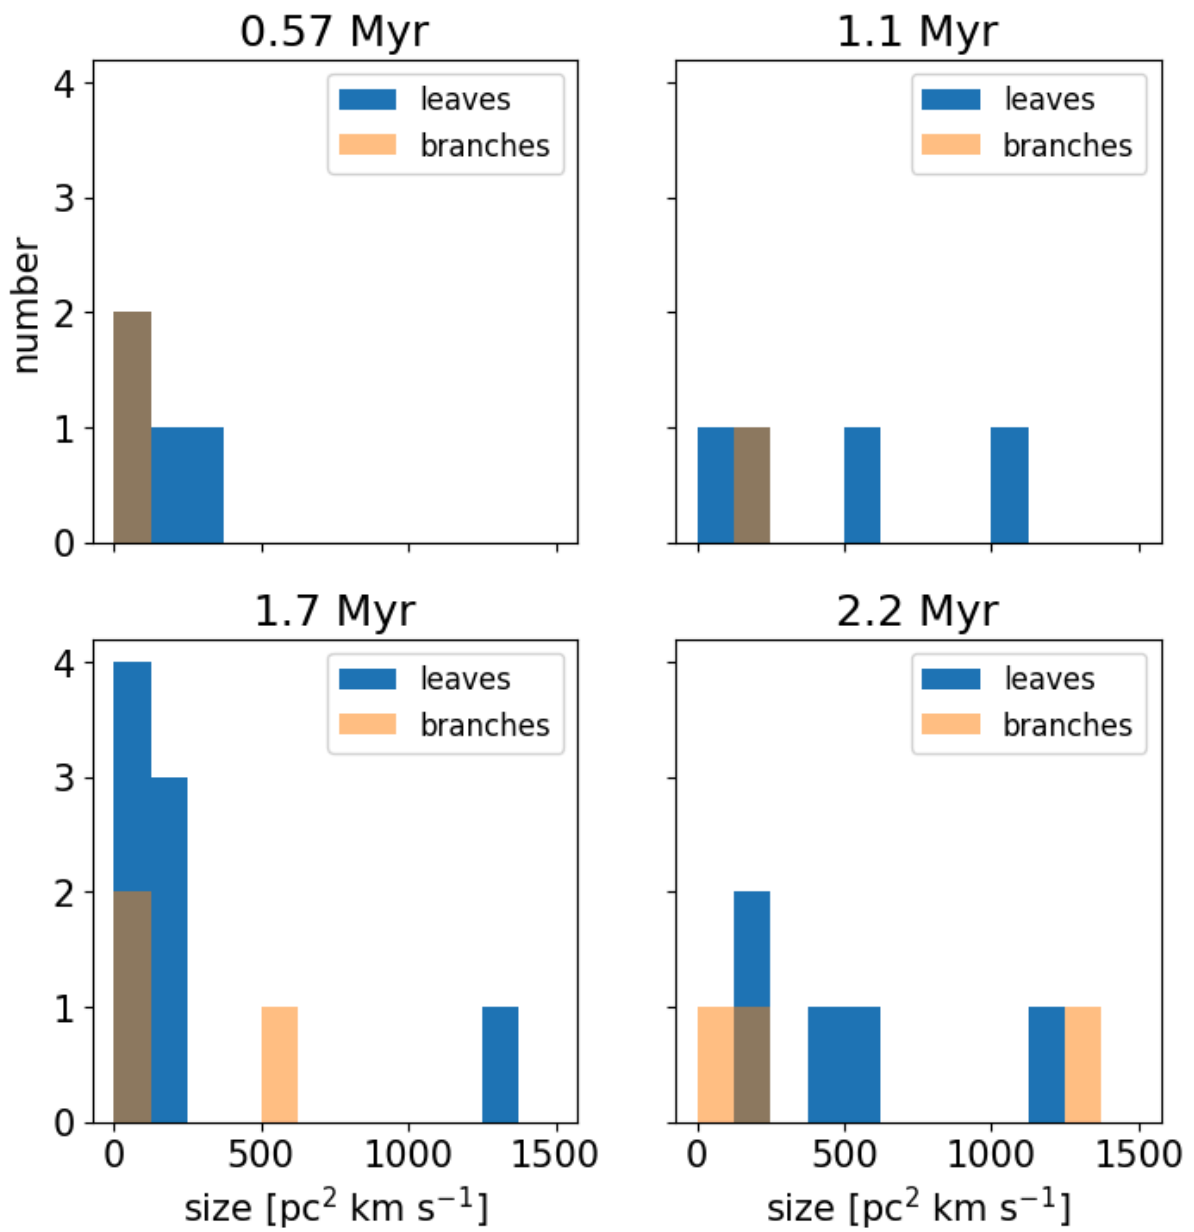 0.57 Myr
4
3
2
1
0
number
leaves
branches
1.1 Myr
leaves
branches
1.7 Myr
4
3
2
1
0
0
500
1000
1500
size [pc² km s⁻¹]
leaves
branches
2.2 Myr
leaves
branches
0
500
1000
1500
size [pc² km s⁻¹]